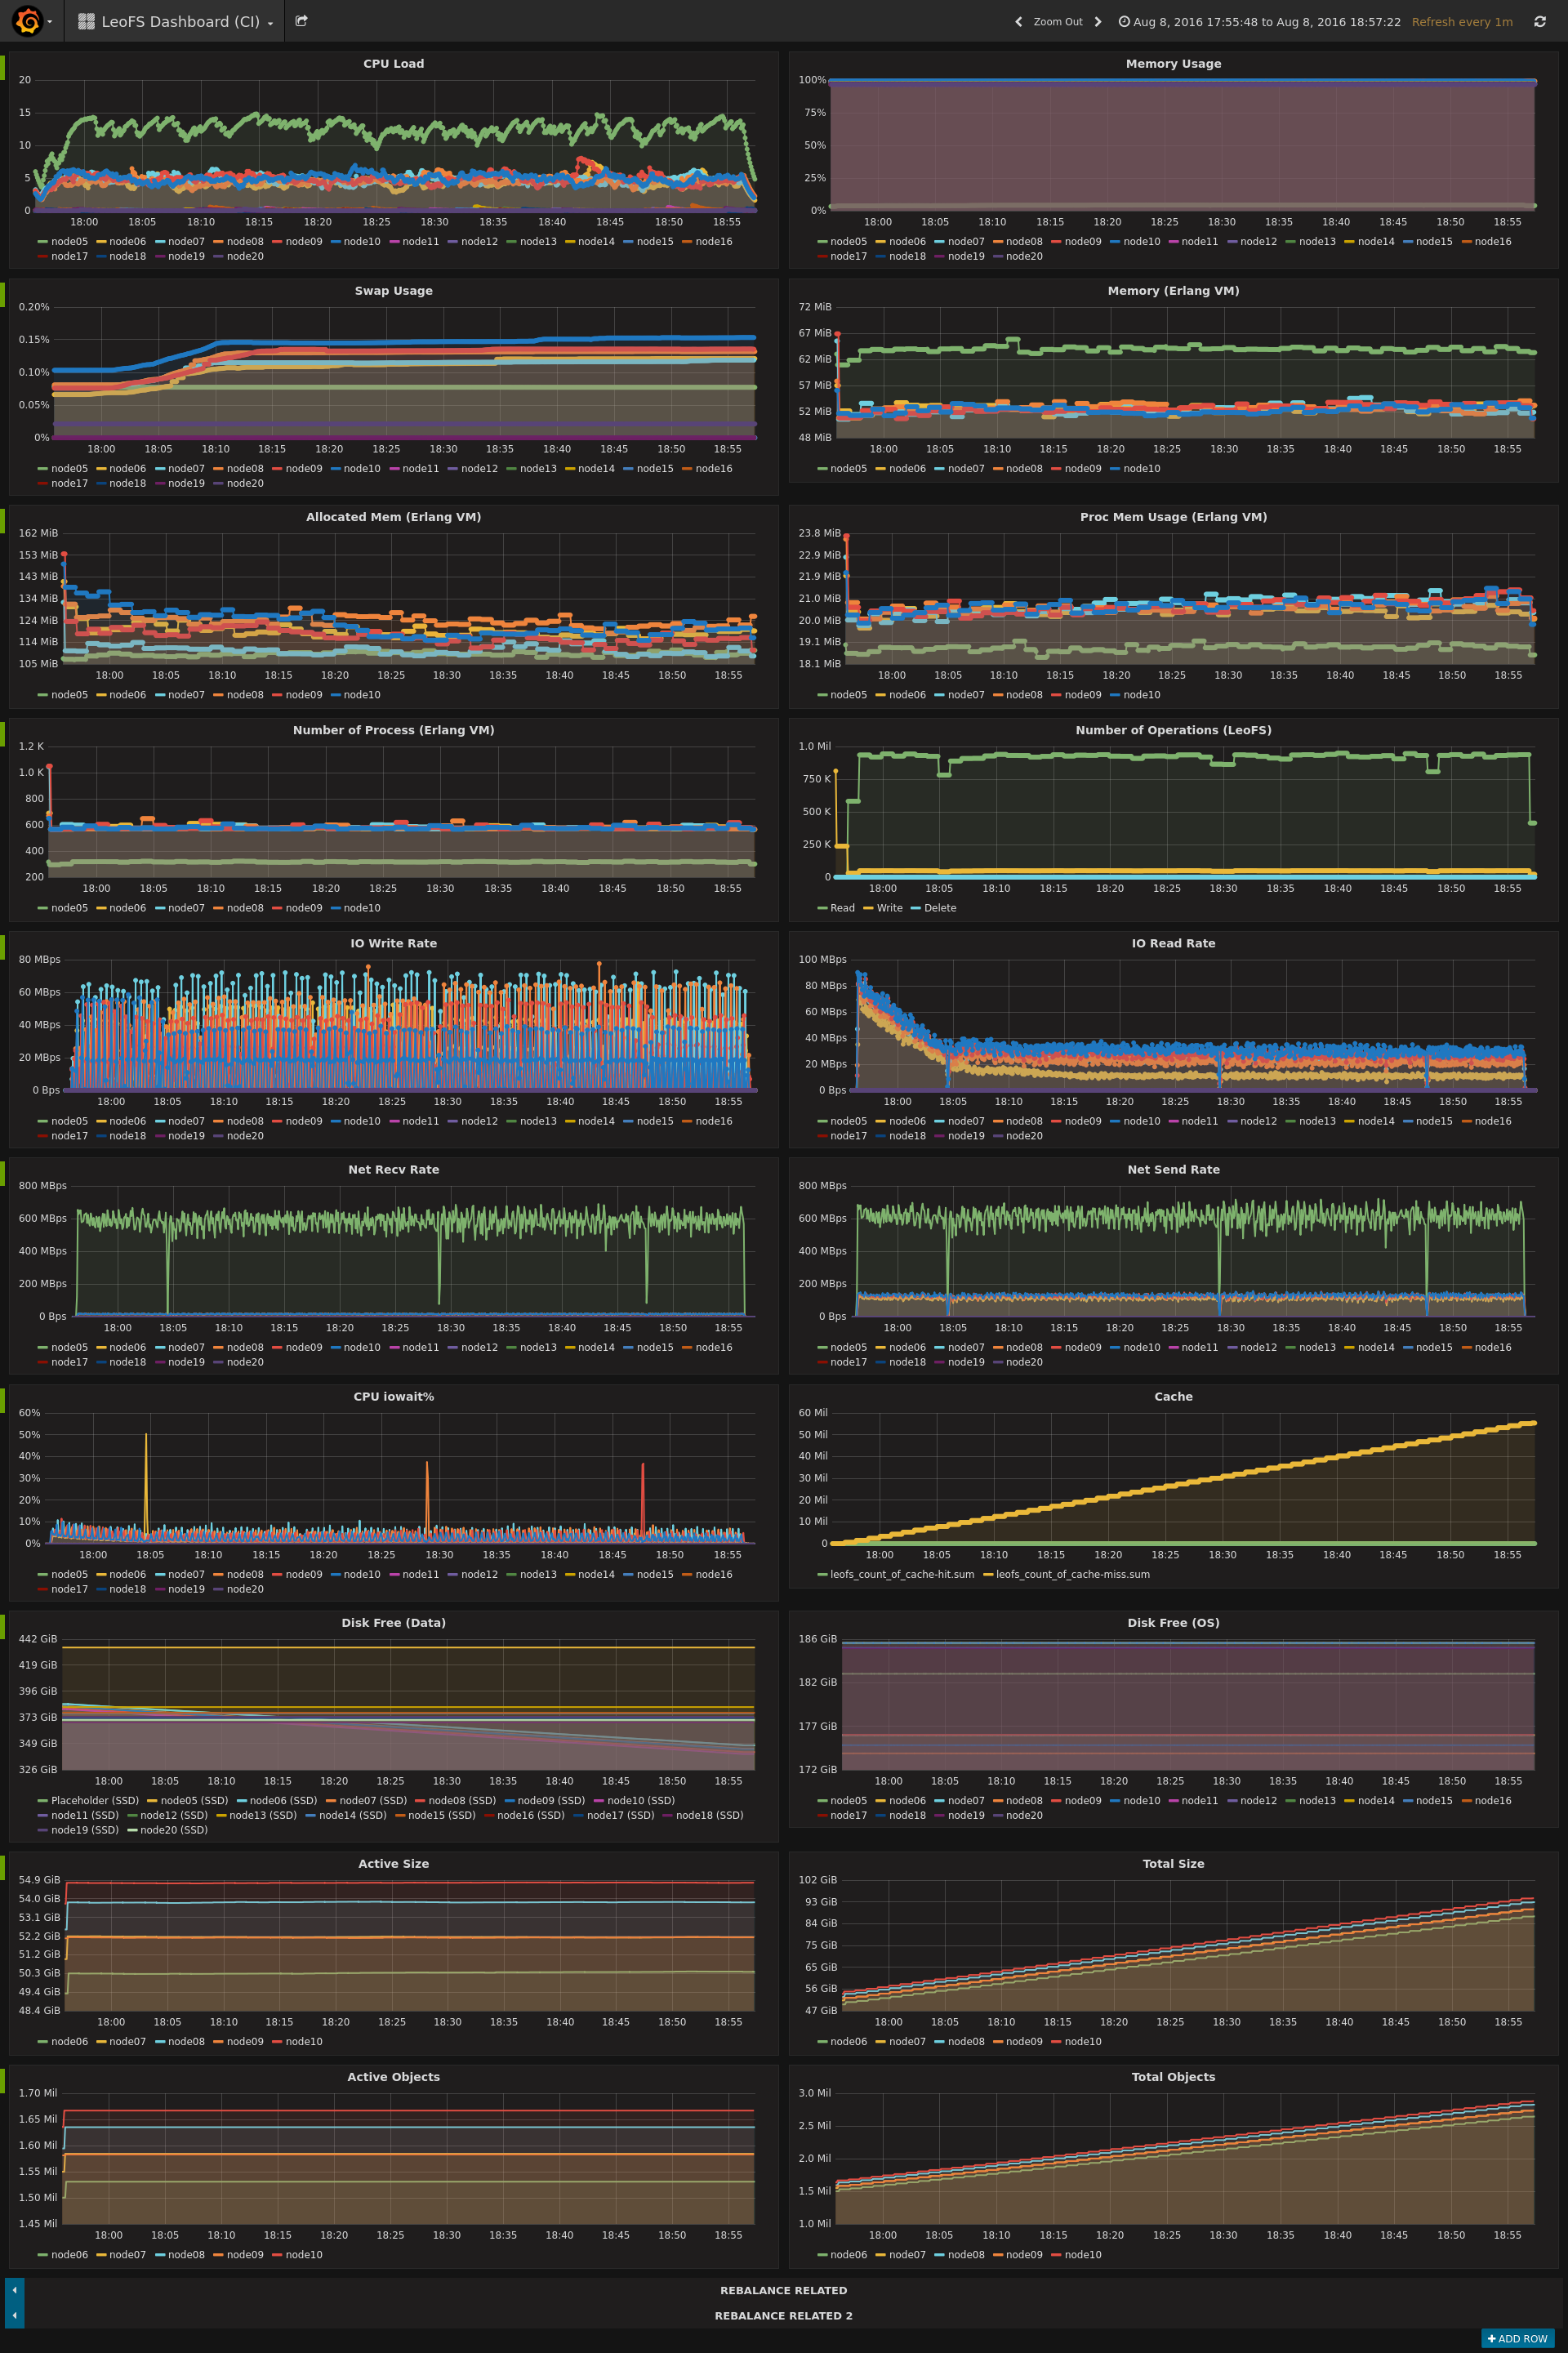 LeoFS Dashboard (CI)
Zoom Out
Aug 8, 2016 17:55:48 to Aug 8, 2016 18:57:22
Refresh every 1m
CPU Load
20
15
10
5
0
18:00 18:05 18:10 18:15 18:20 18:25 18:30 18:35 18:40 18:45 18:50 18:55
node05 node06 node07 node08 node09 node10 node11 node12 node13 node14 node15 node16
node17 node18 node19 node20
Memory Usage
100%
75%
50%
25%
0%
18:00 18:05 18:10 18:15 18:20 18:25 18:30 18:35 18:40 18:45 18:50 18:55
node05 node06 node07 node08 node09 node10 node11 node12 node13 node14 node15 node16
node17 node18 node19 node20
Swap Usage
0.20%
0.15%
0.10%
0.05%
0%
18:00 18:05 18:10 18:15 18:20 18:25 18:30 18:35 18:40 18:45 18:50 18:55
node05 node06 node07 node08 node09 node10 node11 node12 node13 node14 node15 node16
node17 node18 node19 node20
Memory (Erlang VM)
72 MiB
67 MiB
62 MiB
57 MiB
52 MiB
48 MiB
18:00 18:05 18:10 18:15 18:20 18:25 18:30 18:35 18:40 18:45 18:50 18:55
node05 node06 node07 node08 node09 node10
Allocated Mem (Erlang VM)
162 MiB
153 MiB
143 MiB
134 MiB
124 MiB
114 MiB
105 MiB
18:00 18:05 18:10 18:15 18:20 18:25 18:30 18:35 18:40 18:45 18:50 18:55
node05 node06 node07 node08 node09 node10
Proc Mem Usage (Erlang VM)
23.8 MiB
22.9 MiB
21.9 MiB
21.0 MiB
20.0 MiB
19.1 MiB
18.1 MiB
18:00 18:05 18:10 18:15 18:20 18:25 18:30 18:35 18:40 18:45 18:50 18:55
node05 node06 node07 node08 node09 node10
Number of Process (Erlang VM)
1.2 K
1.0 K
800
600
400
200
18:00 18:05 18:10 18:15 18:20 18:25 18:30 18:35 18:40 18:45 18:50 18:55
node05 node06 node07 node08 node09 node10
Number of Operations (LeoFS)
1.0 Mil
750 K
500 K
250 K
0
18:00 18:05 18:10 18:15 18:20 18:25 18:30 18:35 18:40 18:45 18:50 18:55
Read Write Delete
IO Write Rate
80 MBps
60 MBps
40 MBps
20 MBps
0 Bps
18:00 18:05 18:10 18:15 18:20 18:25 18:30 18:35 18:40 18:45 18:50 18:55
node05 node06 node07 node08 node09 node10 node11 node12 node13 node14 node15 node16
node17 node18 node19 node20
IO Read Rate
100 MBps
80 MBps
60 MBps
40 MBps
20 MBps
0 Bps
18:00 18:05 18:10 18:15 18:20 18:25 18:30 18:35 18:40 18:45 18:50 18:55
node05 node06 node07 node08 node09 node10 node11 node12 node13 node14 node15 node16
node17 node18 node19 node20
Net Recv Rate
800 MBps
600 MBps
400 MBps
200 MBps
0 Bps
18:00 18:05 18:10 18:15 18:20 18:25 18:30 18:35 18:40 18:45 18:50 18:55
node05 node06 node07 node08 node09 node10 node11 node12 node13 node14 node15 node16
node17 node18 node19 node20
Net Send Rate
800 MBps
600 MBps
400 MBps
200 MBps
0 Bps
18:00 18:05 18:10 18:15 18:20 18:25 18:30 18:35 18:40 18:45 18:50 18:55
node05 node06 node07 node08 node09 node10 node11 node12 node13 node14 node15 node16
node17 node18 node19 node20
CPU iowait%
60%
50%
40%
30%
20%
10%
0%
18:00 18:05 18:10 18:15 18:20 18:25 18:30 18:35 18:40 18:45 18:50 18:55
node05 node06 node07 node08 node09 node10 node11 node12 node13 node14 node15 node16
node17 node18 node19 node20
Cache
60 Mil
50 Mil
40 Mil
30 Mil
20 Mil
10 Mil
0
18:00 18:05 18:10 18:15 18:20 18:25 18:30 18:35 18:40 18:45 18:50 18:55
leofs_count_of_cache-hit.sum leofs_count_of_cache-miss.sum
Disk Free (Data)
442 GiB
419 GiB
396 GiB
373 GiB
349 GiB
326 GiB
18:00 18:05 18:10 18:15 18:20 18:25 18:30 18:35 18:40 18:45 18:50 18:55
Placeholder (SSD) node05 (SSD) node06 (SSD) node07 (SSD) node08 (SSD) node09 (SSD) node10 (SSD)
node11 (SSD) node12 (SSD) node13 (SSD) node14 (SSD) node15 (SSD) node16 (SSD) node17 (SSD) node18 (SSD)
node19 (SSD) node20 (SSD)
Disk Free (OS)
186 GiB
182 GiB
177 GiB
172 GiB
18:00 18:05 18:10 18:15 18:20 18:25 18:30 18:35 18:40 18:45 18:50 18:55
node05 node06 node07 node08 node09 node10 node11 node12 node13 node14 node15 node16
node17 node18 node19 node20
Active Size
54.9 GiB
54.0 GiB
53.1 GiB
52.2 GiB
51.2 GiB
50.3 GiB
49.4 GiB
48.4 GiB
18:00 18:05 18:10 18:15 18:20 18:25 18:30 18:35 18:40 18:45 18:50 18:55
node06 node07 node08 node09 node10
Total Size
102 GiB
93 GiB
84 GiB
75 GiB
65 GiB
56 GiB
47 GiB
18:00 18:05 18:10 18:15 18:20 18:25 18:30 18:35 18:40 18:45 18:50 18:55
node06 node07 node08 node09 node10
Active Objects
1.70 Mil
1.65 Mil
1.60 Mil
1.55 Mil
1.50 Mil
1.45 Mil
18:00 18:05 18:10 18:15 18:20 18:25 18:30 18:35 18:40 18:45 18:50 18:55
node06 node07 node08 node09 node10
Total Objects
3.0 Mil
2.5 Mil
2.0 Mil
1.5 Mil
1.0 Mil
18:00 18:05 18:10 18:15 18:20 18:25 18:30 18:35 18:40 18:45 18:50 18:55
node06 node07 node08 node09 node10
REBALANCE RELATED
REBALANCE RELATED 2
ADD ROW